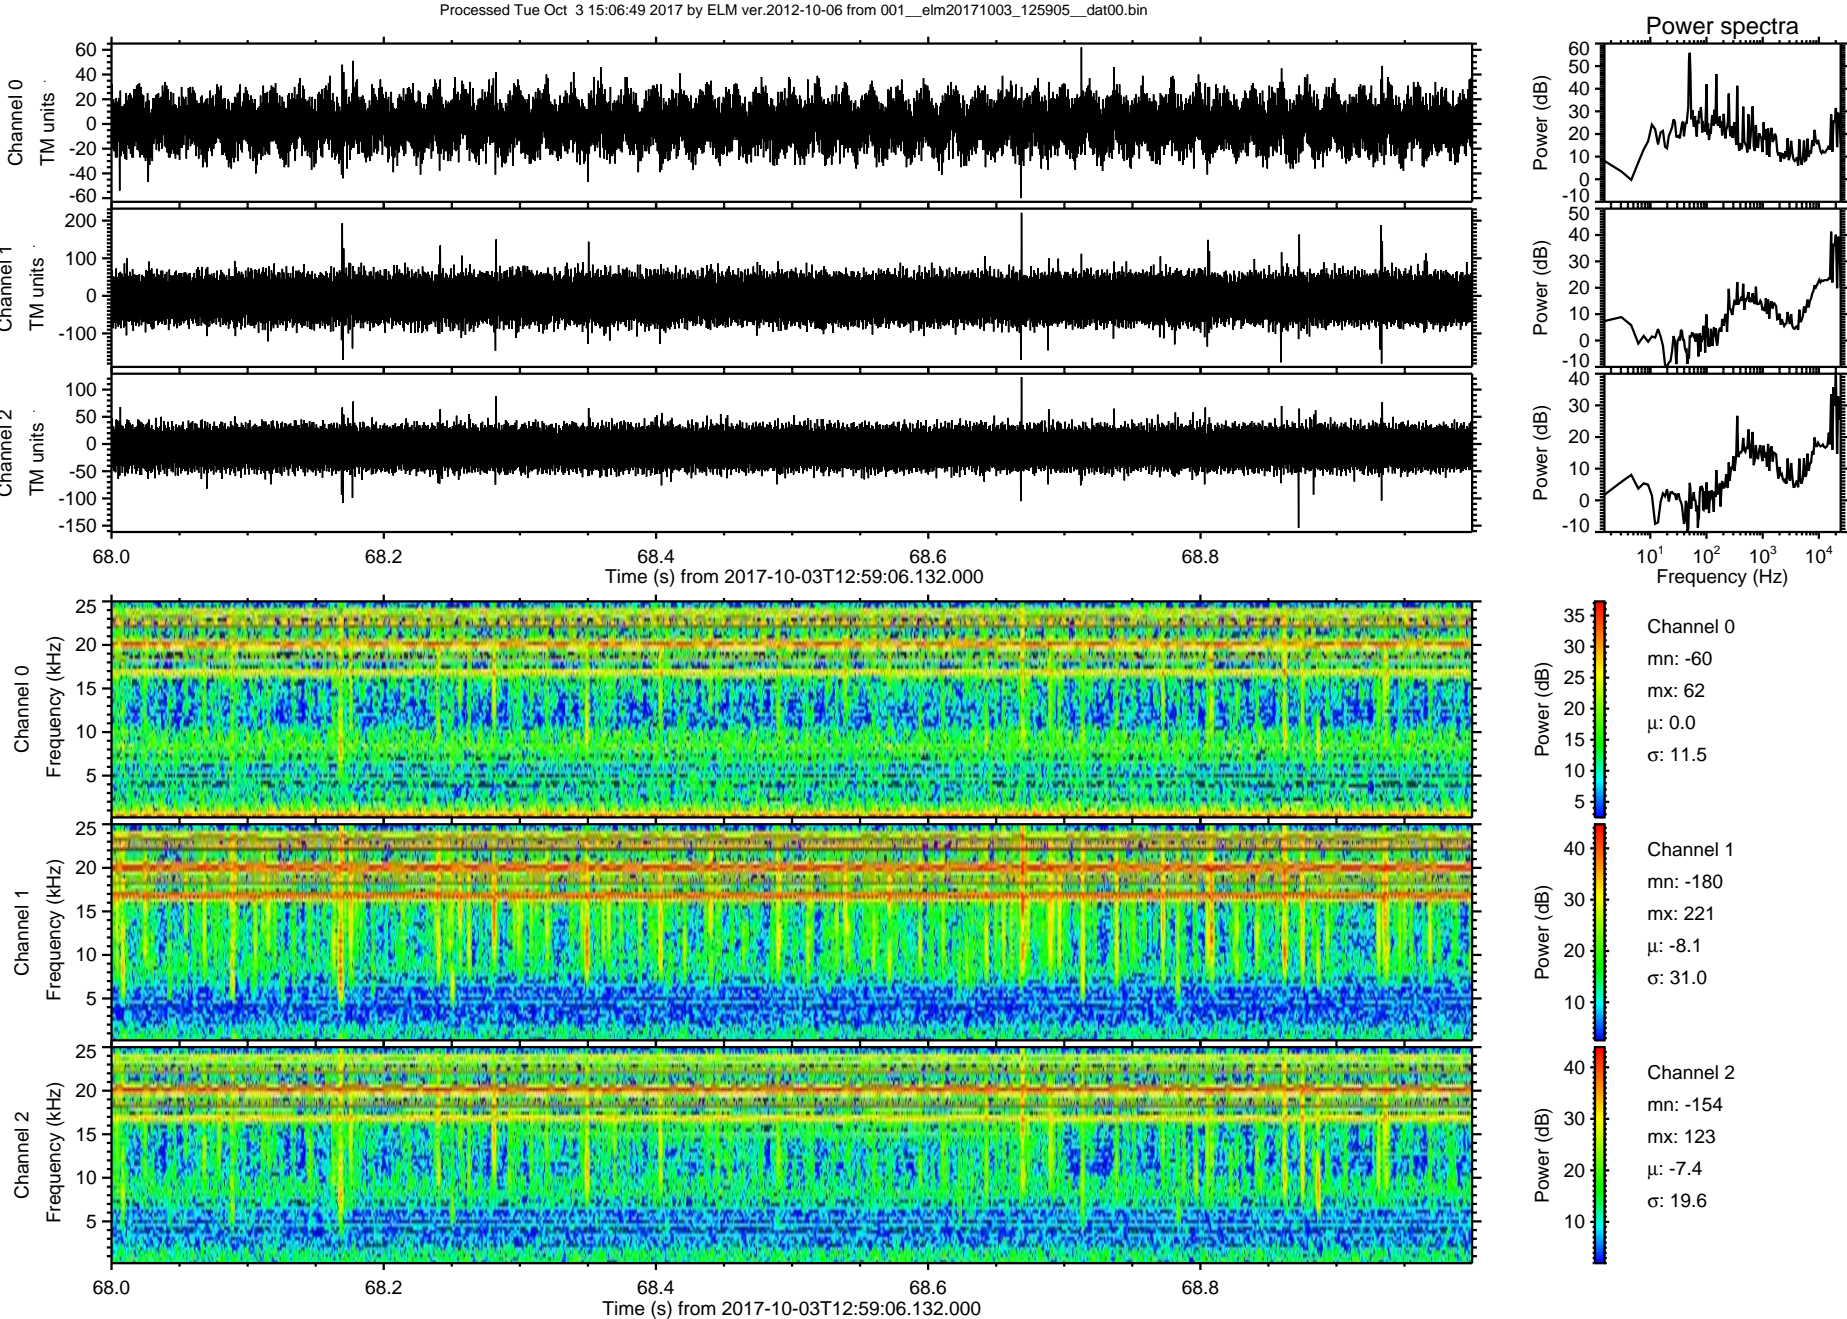 Processed Tue Oct  3 15:06:49 2017 by ELM ver.2012-10-06 from 001__elm20171003_125905__dat00.bin
Power spectra
Channel 0
TM units
60
40
20
0
-20
-40
-60
Power (dB)
60
50
40
30
20
10
0
-10
Channel 1
TM units
200
100
0
-100
Power (dB)
50
40
30
20
10
0
-10
Channel 2
TM units
100
50
0
-50
-100
-150
Power (dB)
40
30
20
10
0
-10
68.0 68.2 68.4 68.6 68.8
Time (s) from 2017-10-03T12:59:06.132.000
10^1 10^2 10^3 10^4
Frequency (Hz)
Channel 0
Frequency (kHz)
25
20
15
10
5
Power (dB)
35
30
25
20
15
10
5
Channel 0
mn: -60
mx: 62
μ: 0.0
σ: 11.5
Channel 1
Frequency (kHz)
25
20
15
10
5
Power (dB)
40
30
20
10
Channel 1
mn: -180
mx: 221
μ: -8.1
σ: 31.0
Channel 2
Frequency (kHz)
25
20
15
10
5
Power (dB)
40
30
20
10
Channel 2
mn: -154
mx: 123
μ: -7.4
σ: 19.6
68.0 68.2 68.4 68.6 68.8
Time (s) from 2017-10-03T12:59:06.132.000